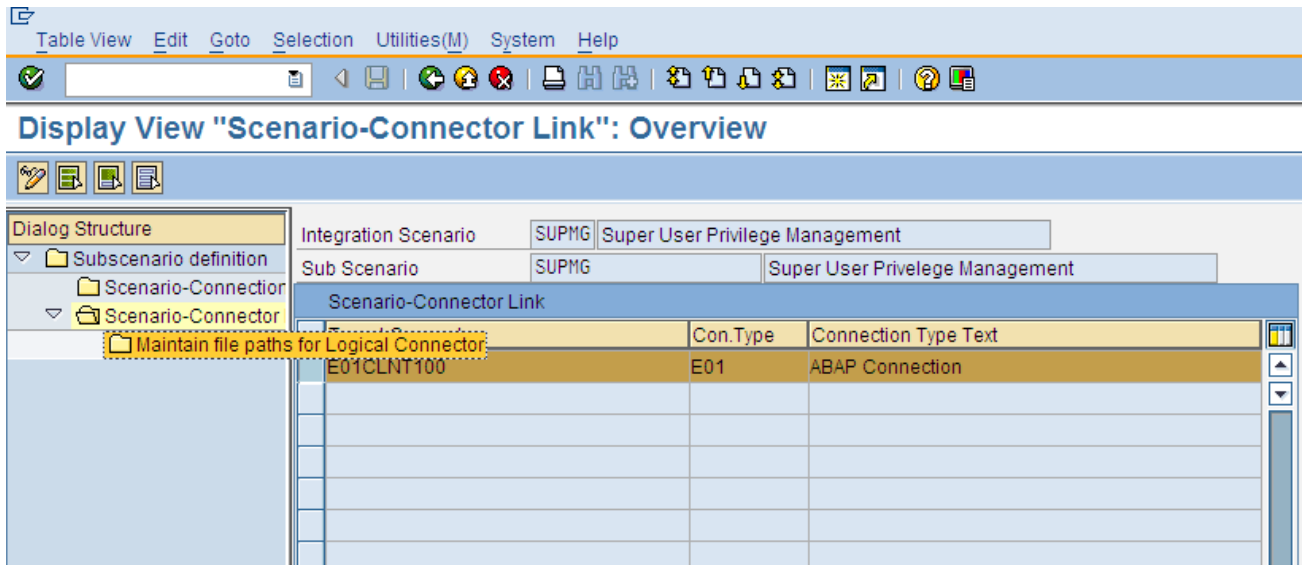 Table View Edit Goto Selection Utilities(M) System Help
Display View "Scenario-Connector Link": Overview
Dialog Structure
Subscenario definition
Scenario-Connection
Scenario-Connector
Maintain file paths for Logical Connector
Integration Scenario SUPMG Super User Privilege Management
Sub Scenario SUPMG Super User Privelege Management
Scenario-Connector Link
Con.Type Connection Type Text
E01CLNT100 E01 ABAP Connection